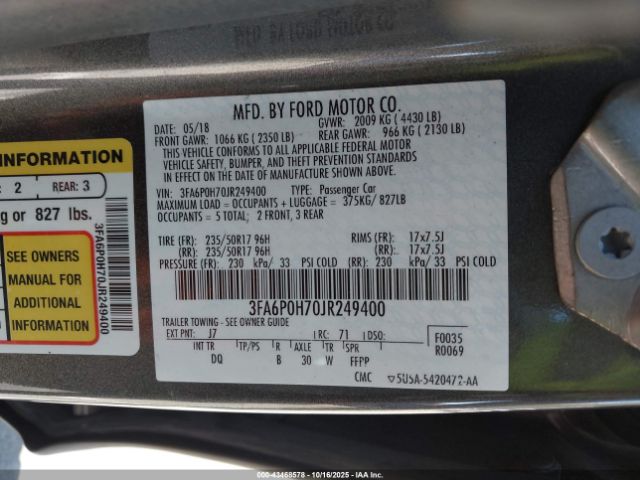 MFD. BY FORD MOTOR CO.
DATE: 05/18 GVWR: 2009 KG ( 4430 LB)
FRONT GAWR: 1066 KG ( 2350 LB) REAR GAWR: 966 KG ( 2130 LB)
THIS VEHICLE CONFORMS TO ALL APPLICABLE FEDERAL MOTOR
VEHICLE SAFETY, BUMPER, AND THEFT PREVENTION STANDARDS
IN EFFECT ON THE DATE OF MANUFACTURE SHOWN ABOVE.
VIN: 3FA6P0H70JR249400 TYPE: Passenger Car
MAXIMUM LOAD = OCCUPANTS + LUGGAGE = 375KG/ 827LB
OCCUPANTS = 5 TOTAL; 2 FRONT, 3 REAR
TIRE (FR): 235/50R17 96H RIMS (FR): 17x7.5J
(RR): 235/50R17 96H (RR): 17x7.5J
PRESSURE (FR): 230 kPa/ 33 PSI COLD (RR): 230 kPa/ 33 PSI COLD
3FA6P0H70JR249400
TRAILER TOWING - SEE OWNER GUIDE
EXT PNT: J7 RC: 71 DSO: F0035
INT TR TP/PS R AXLE TR SPR R0069
DQ B 30 W FFPP
CMC 5U5A-5420472-AA
INFORMATION
: 2 REAR: 3
g or 827 lbs.
SEE OWNERS
MANUAL FOR
ADDITIONAL
INFORMATION
3FA6P0H70JR249400
© 43468578 | 10/16/2025 | © IAA, Inc.